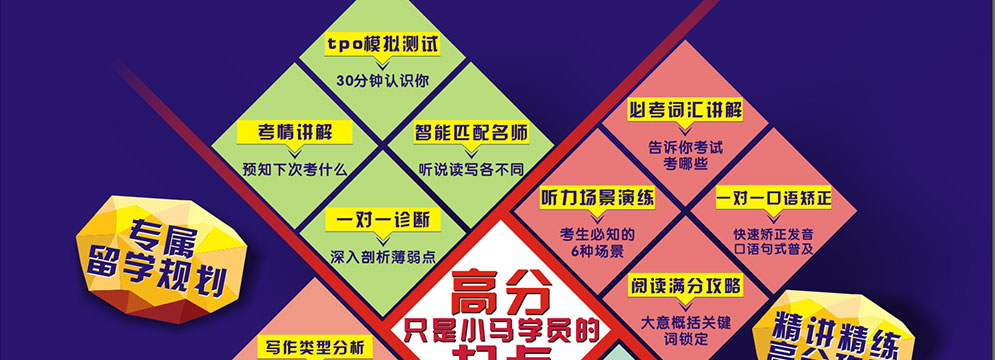 tpo模拟测试
30分钟认识你
考情讲解
预知下次考什么
智能匹配名师
听说读写各不同
一对一诊断
深入剖析薄弱点
必考词汇讲解
告诉你考试
考哪些
听力场景演练
考生必知的
6种场景
一对一口语矫正
快速矫正发音
口语句式普及
阅读满分攻略
大意概括关键
词锁定
专属
留学规划
高分
只是小马学员的
写作类型分析
精讲精练
高分